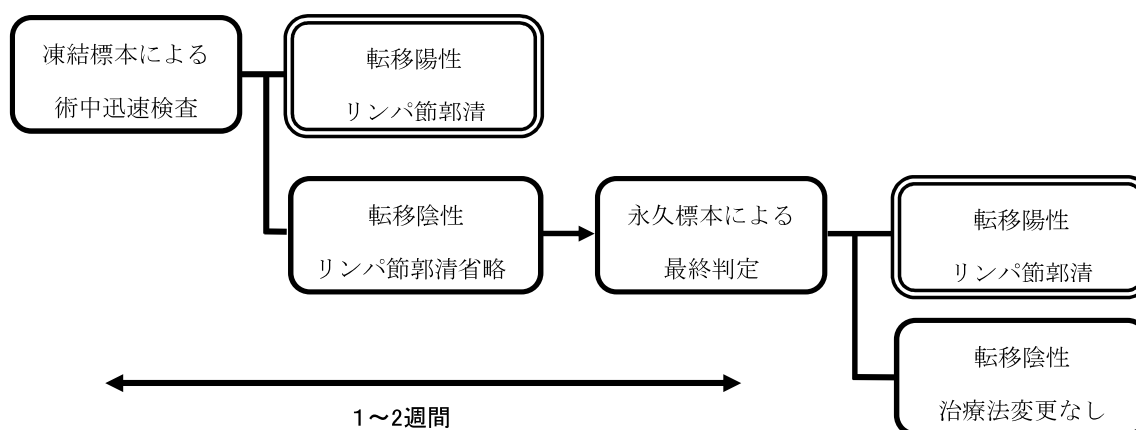 凍結標本による
術中迅速検査
転移陽性
リンパ節郭清
転移陰性
リンパ節郭清省略
永久標本による
最終判定
転移陽性
リンパ節郭清
転移陰性
治療法変更なし
1～2週間